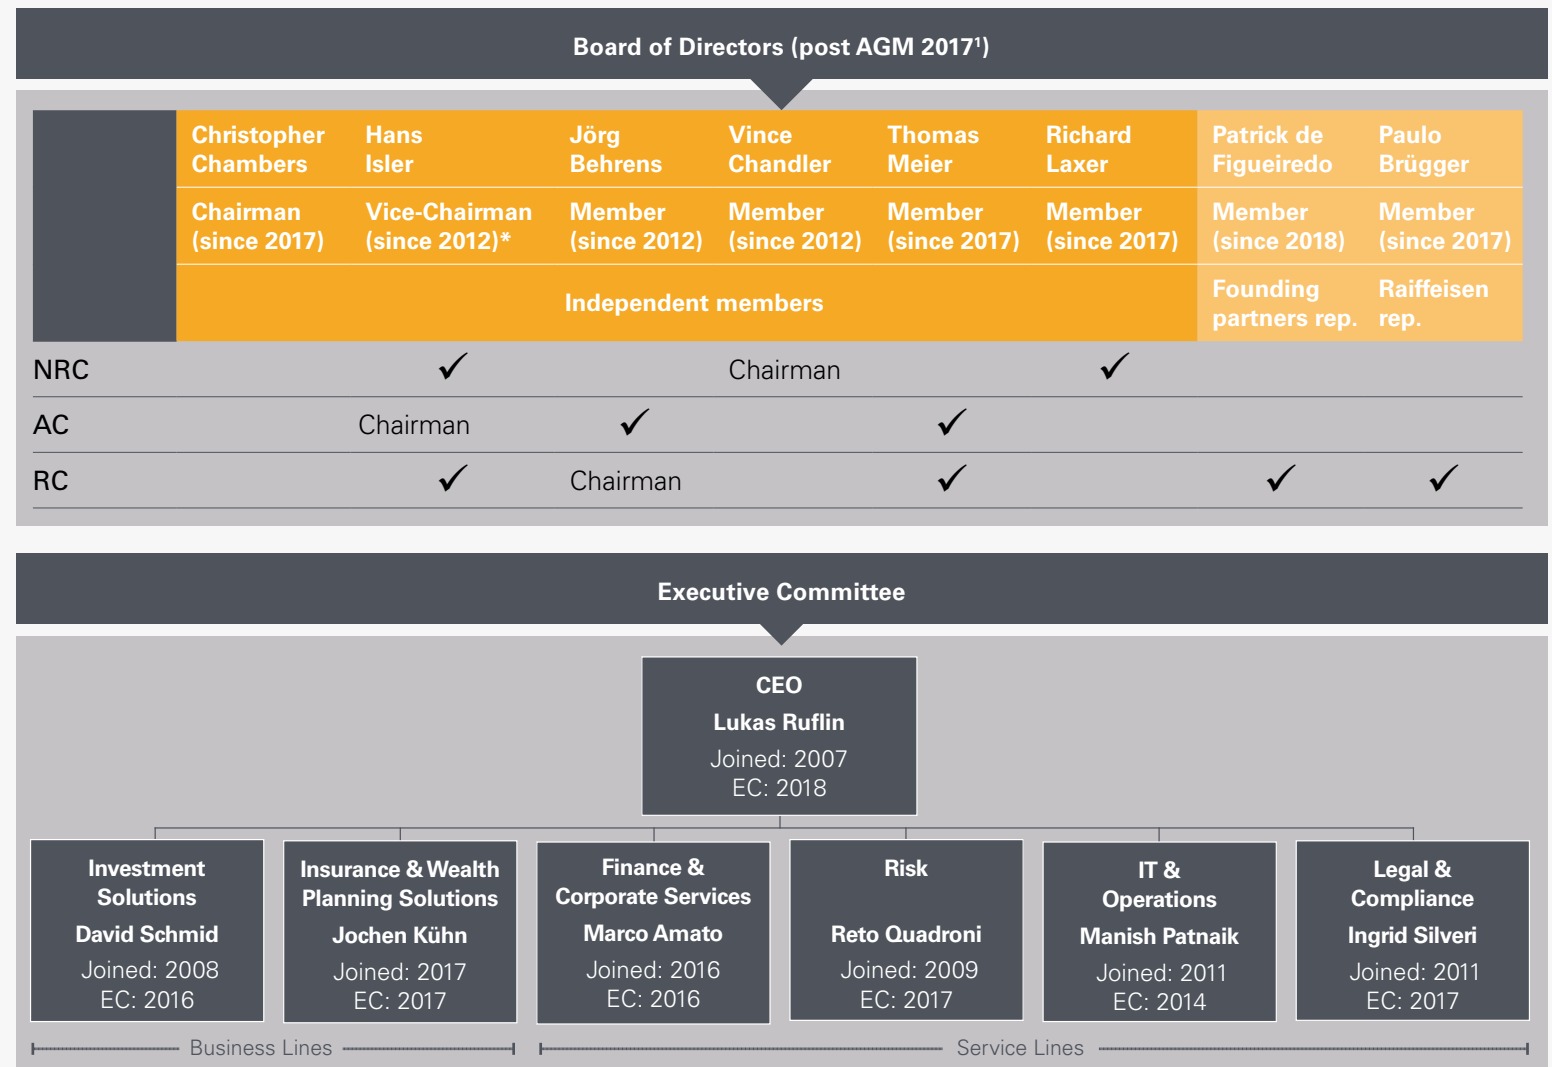 Board of Directors (post AGM 2017¹)
Christopher Chambers
Hans Isler
Jörg Behrens
Vince Chandler
Thomas Meier
Richard Laxer
Patrick de Figueiredo
Paulo Brügger
Chairman (since 2017)
Vice-Chairman (since 2012)*
Member (since 2012)
Member (since 2012)
Member (since 2017)
Member (since 2017)
Member (since 2018)
Member (since 2017)
Independent members
Founding partners rep.
Raiffeisen rep.
NRC ✓ Chairman ✓
AC Chairman ✓ ✓
RC ✓ Chairman ✓ ✓ ✓
Executive Committee
CEO
Lukas Ruflin
Joined: 2007
EC: 2018
Investment
Solutions
David Schmid
Joined: 2008
EC: 2016
Insurance & Wealth
Planning Solutions
Jochen Kühn
Joined: 2017
EC: 2017
Finance &
Corporate Services
Marco Amato
Joined: 2016
EC: 2016
Risk
Reto Quadroni
Joined: 2009
EC: 2017
IT &
Operations
Manish Patnaik
Joined: 2011
EC: 2014
Legal &
Compliance
Ingrid Silveri
Joined: 2011
EC: 2017
Business Lines
Service Lines